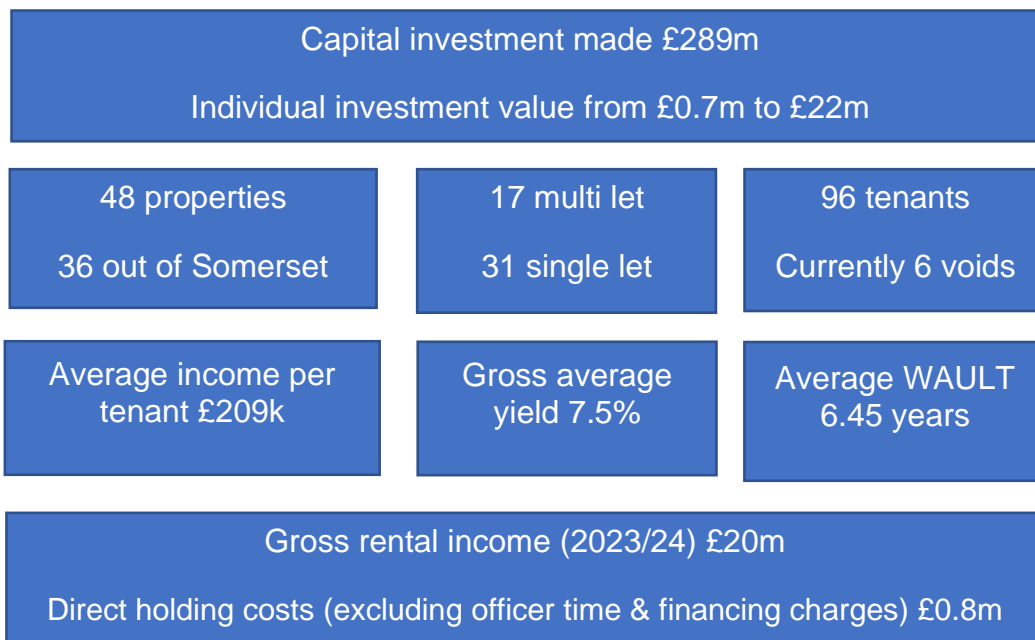 Capital investment made £289m
Individual investment value from £0.7m to £22m
48 properties
36 out of Somerset
17 multi let
31 single let
96 tenants
Currently 6 voids
Average income per
tenant £209k
Gross average
yield 7.5%
Average WAULT
6.45 years
Gross rental income (2023/24) £20m
Direct holding costs (excluding officer time & financing charges) £0.8m